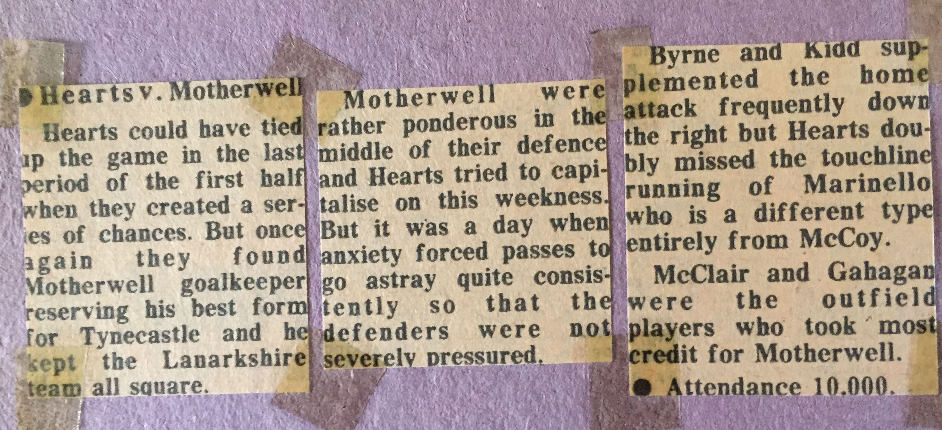 ● Hearts v. Motherwell
Hearts could have tied
up the game in the last
period of the first half
when they created a ser-
ies of chances. But once
again they found
Motherwell goalkeeper
reserving his best form
for Tynecastle and he
kept the Lanarkshire
team all square.
Motherwell were
rather ponderous in the
middle of their defence
and Hearts tried to capi-
talise on this weekness.
But it was a day when
anxiety forced passes to
go astray quite consis-
tently so that the
defenders were not
severely pressured.
Byrne and Kidd sup-
plemented the home
attack frequently down
the right but Hearts dou-
bly missed the touchline
running of Marinello
who is a different type
entirely from McCoy.
McClair and Gahagan
were the outfield
players who took most
credit for Motherwell.
● Attendance 10,000.